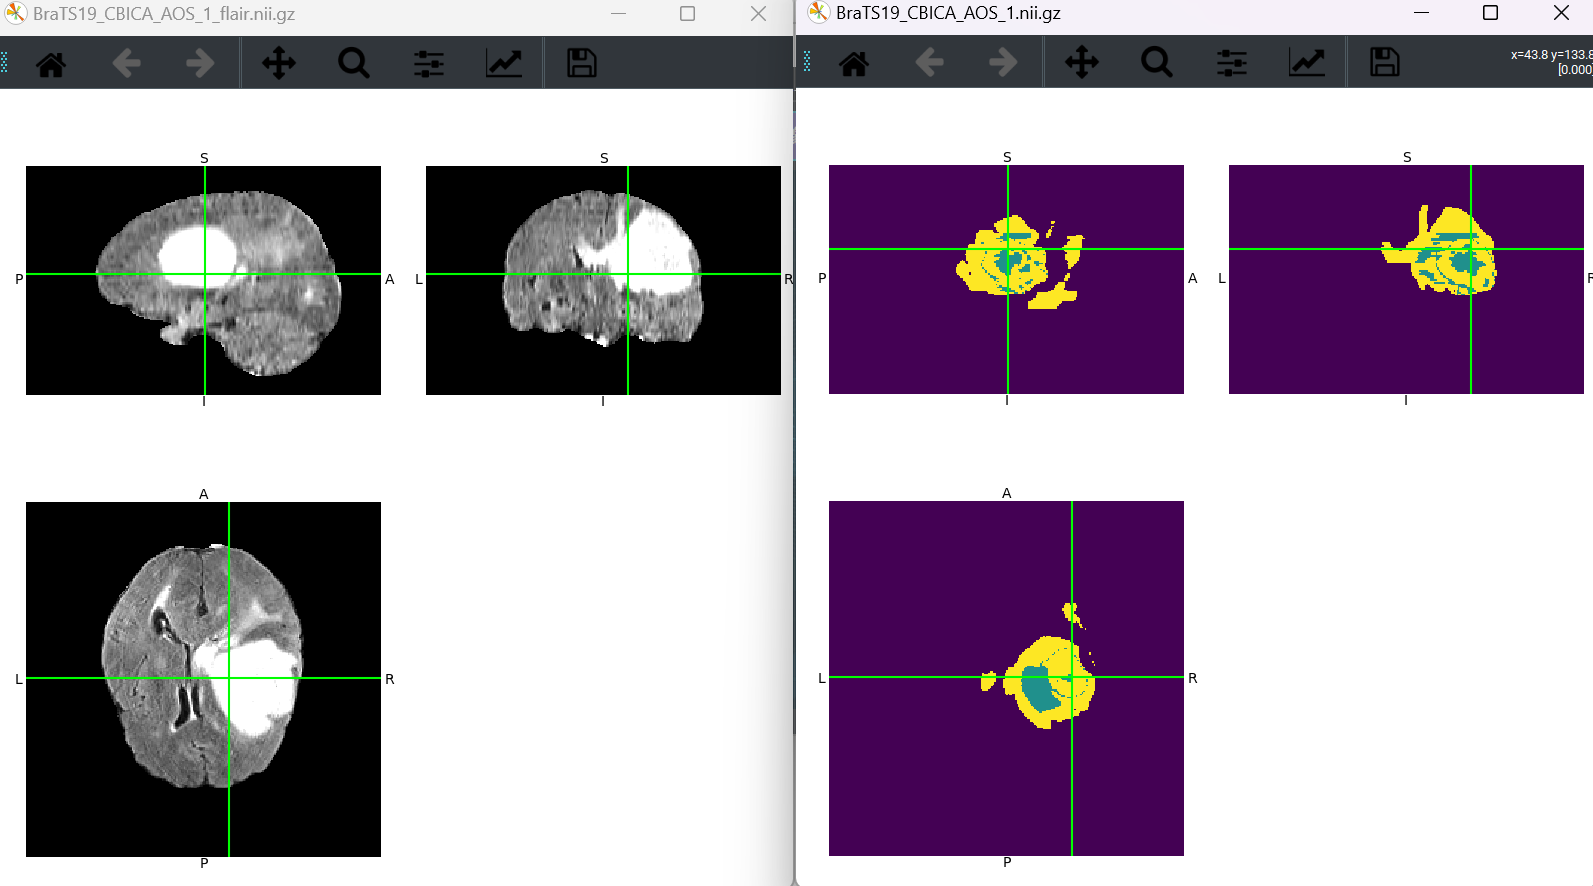 BraTS19_CBICA_AOS_1_flair.nii.gz
S
S
P
A
L
R
I
I
A
L
R
P
BraTS19_CBICA_AOS_1.nii.gz
x=43.8 y=133.8
[0.000]
S
S
P
A
L
R
I
I
A
L
R
P